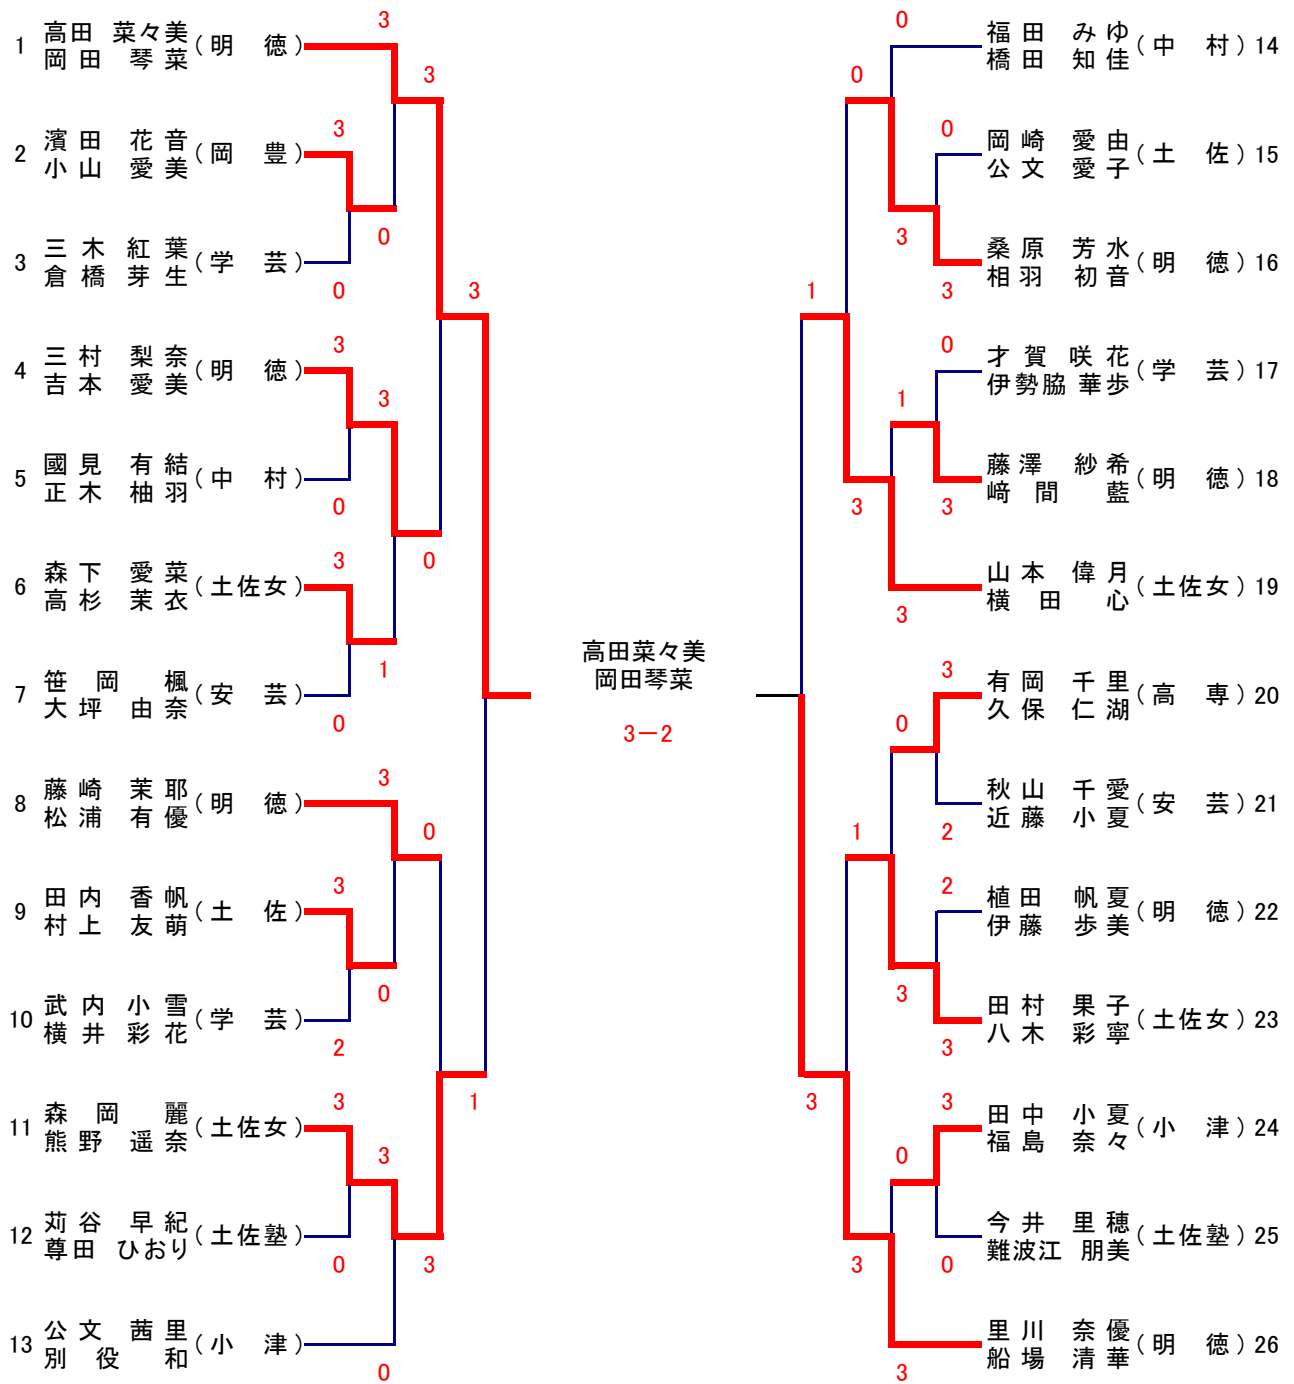 1 高田 菜々美 (明 徳)
岡田 琴菜
2 濱田 花音 (岡 豊)
小山 愛美
3 三木 紅葉 (学 芸)
倉橋 芽生
4 三村 梨奈 (明 徳)
吉本 愛美
5 國見 有結 (中 村)
正木 柚羽
6 森下 愛菜 (土佐女)
高杉 茉衣
7 笹岡 楓 (安 芸)
大坪 由奈
8 藤崎 茉耶 (明 徳)
松浦 有優
9 田内 香帆 (土 佐)
村上 友萌
10 武内 小雪 (学 芸)
横井 彩花
11 森岡 麗 (土佐女)
熊野 遥奈
12 苅谷 早紀 (土佐塾)
尊田 ひおり
13 公文 茜里 (小 津)
別役 和
3
3
3
0
0
3
3
3
0
0
3
1
0
3
0
3
0
2
3
1
3
0
3
0
高田菜々美
岡田琴菜
3－2
0
0
0
3
3
1
0
1
3
3
3
3
0
1
2
2
3
3
3
3
0
3
0
3
福田 みゆ (中 村) 14
橋田 知佳
岡崎 愛由 (土 佐) 15
公文 愛子
桑原 芳水 (明 徳) 16
相羽 初音
才賀 咲花 (学 芸) 17
伊勢脇 華歩
藤澤 紗希 (明 徳) 18
﨑間 藍
山本 偉月 (土佐女) 19
横田 心
有岡 千里 (高 専) 20
久保 仁湖
秋山 千愛 (安 芸) 21
近藤 小夏
植田 帆夏 (明 徳) 22
伊藤 歩美
田村 果子 (土佐女) 23
八木 彩寧
田中 小夏 (小 津) 24
福島 奈々
今井 里穂 (土佐塾) 25
難波江 朋美
里川 奈優 (明 徳) 26
船場 清華